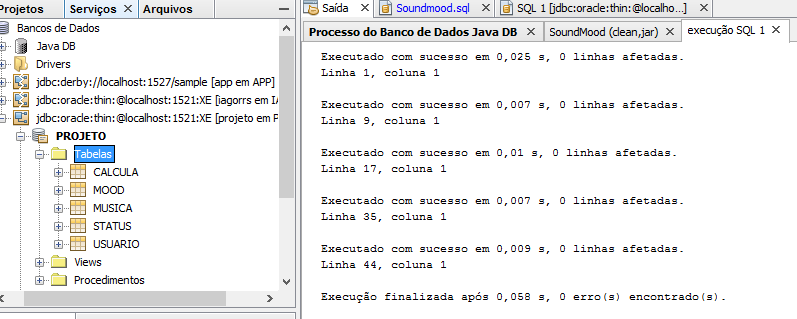 Projetos
Serviços
Arquivos
Bancos de Dados
Java DB
Drivers
jdbc:derby://localhost:1527/sample [app em APP]
jdbc:oracle:thin:@localhost:1521:XE [iagorrs em IA
jdbc:oracle:thin:@localhost:1521:XE [projeto em P
PROJETO
Tabelas
CALCULA
MOOD
MUSICA
STATUS
USUARIO
Views
Procedimentos
Saída
Soundmood.sql
SQL 1 [jdbc:oracle:thin:@localho...]
Processo do Banco de Dados Java DB
SoundMood (clean,jar)
execução SQL 1
Executado com sucesso em 0,025 s, 0 linhas afetadas.
Linha 1, coluna 1
Executado com sucesso em 0,007 s, 0 linhas afetadas.
Linha 9, coluna 1
Executado com sucesso em 0,01 s, 0 linhas afetadas.
Linha 17, coluna 1
Executado com sucesso em 0,007 s, 0 linhas afetadas.
Linha 35, coluna 1
Executado com sucesso em 0,009 s, 0 linhas afetadas.
Linha 44, coluna 1
Execução finalizada após 0,058 s, 0 erro(s) encontrado(s).